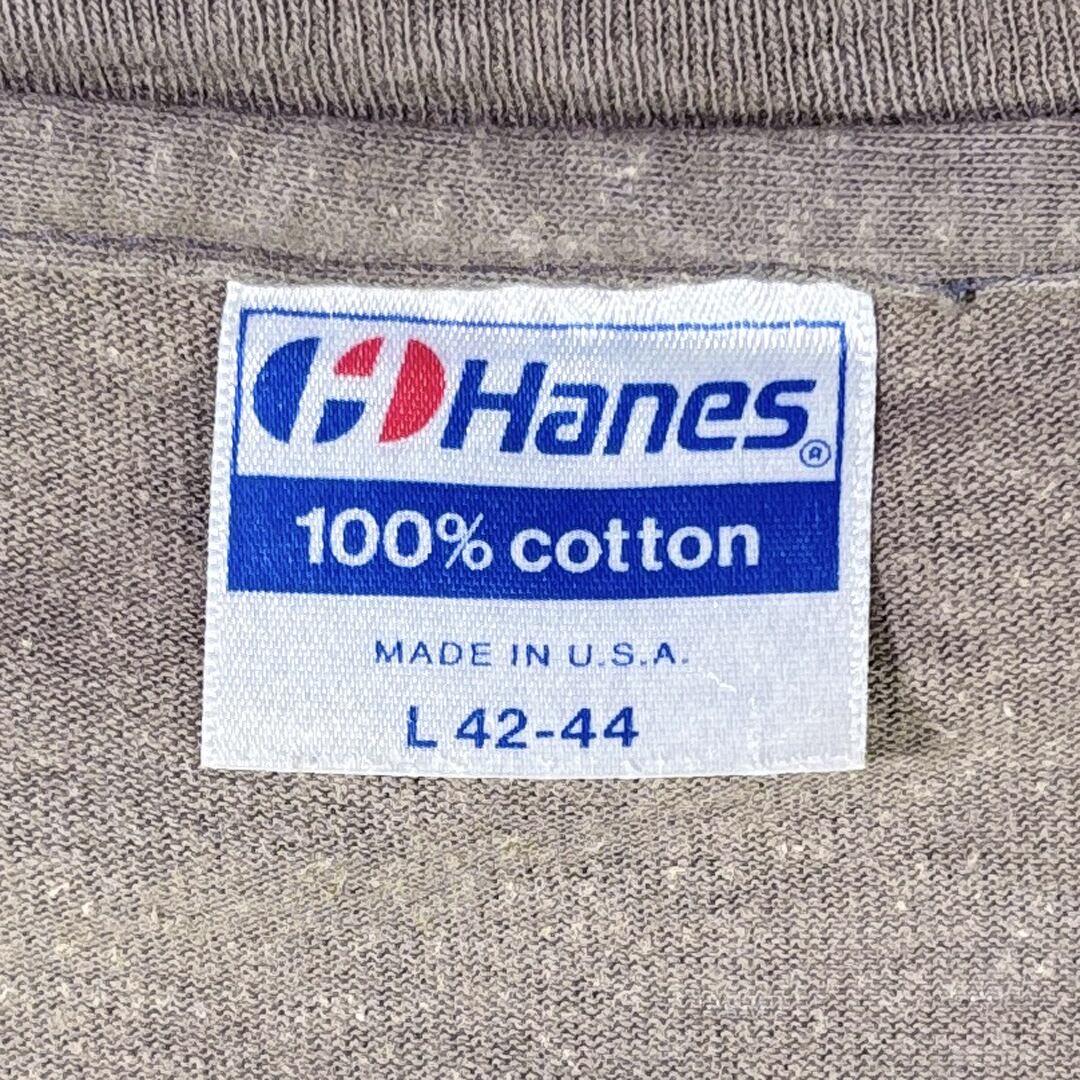 Hanes®
100% cotton
MADE IN U.S.A.
L 42-44